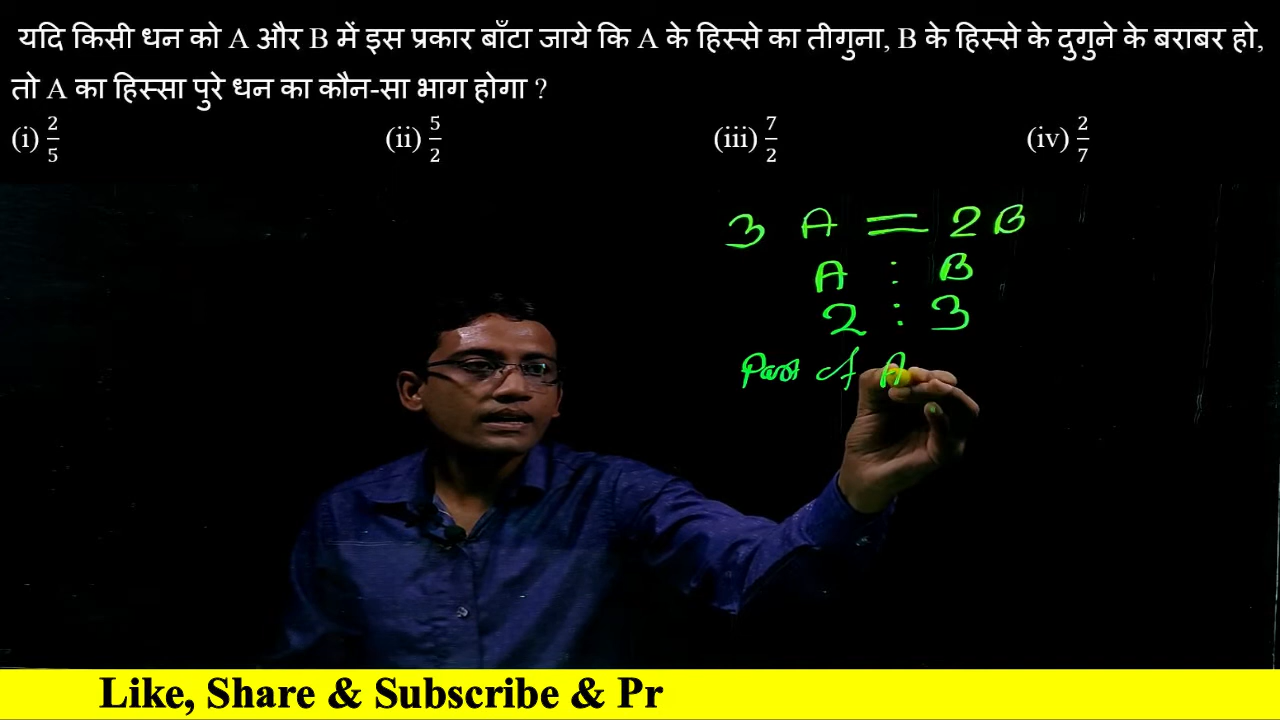 यदि किसी धन को A और B में इस प्रकार बाँटा जाये कि A के हिस्से का तीगुना, B के हिस्से के दुगुने के बराबर हो,
तो A का हिस्सा पुरे धन का कौन-सा भाग होगा ?
(i) 2/5 (ii) 5/2 (iii) 7/2 (iv) 2/7
3 A = 2B
A : B
2 : 3
Part of A
Like, Share & Subscribe & Pr